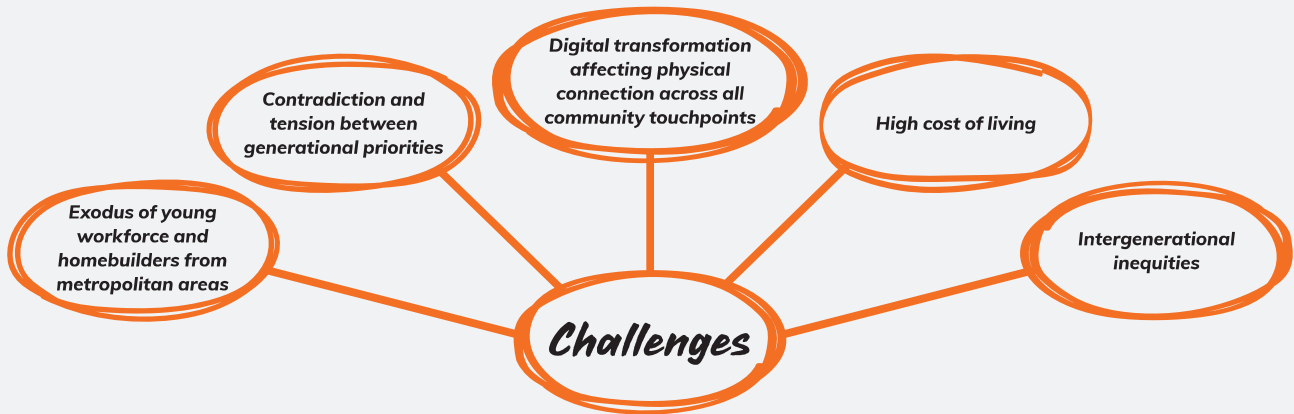 Digital transformation
affecting physical
connection across all
community touchpoints
Contradiction and
tension between
generational priorities
High cost of living
Exodus of young
workforce and
homebuilders from
metropolitan areas
Intergenerational
inequities
Challenges